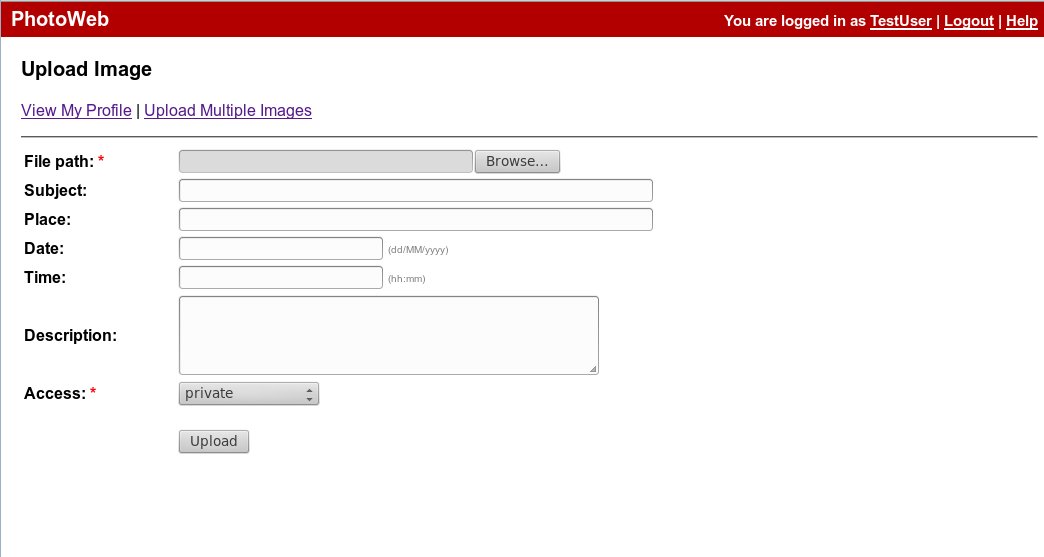 PhotoWeb You are logged in as TestUser | Logout | Help
Upload Image
View My Profile | Upload Multiple Images
File path: * Browse...
Subject:
Place:
Date: (dd/MM/yyyy)
Time: (hh:mm)
Description:
Access: * private
Upload